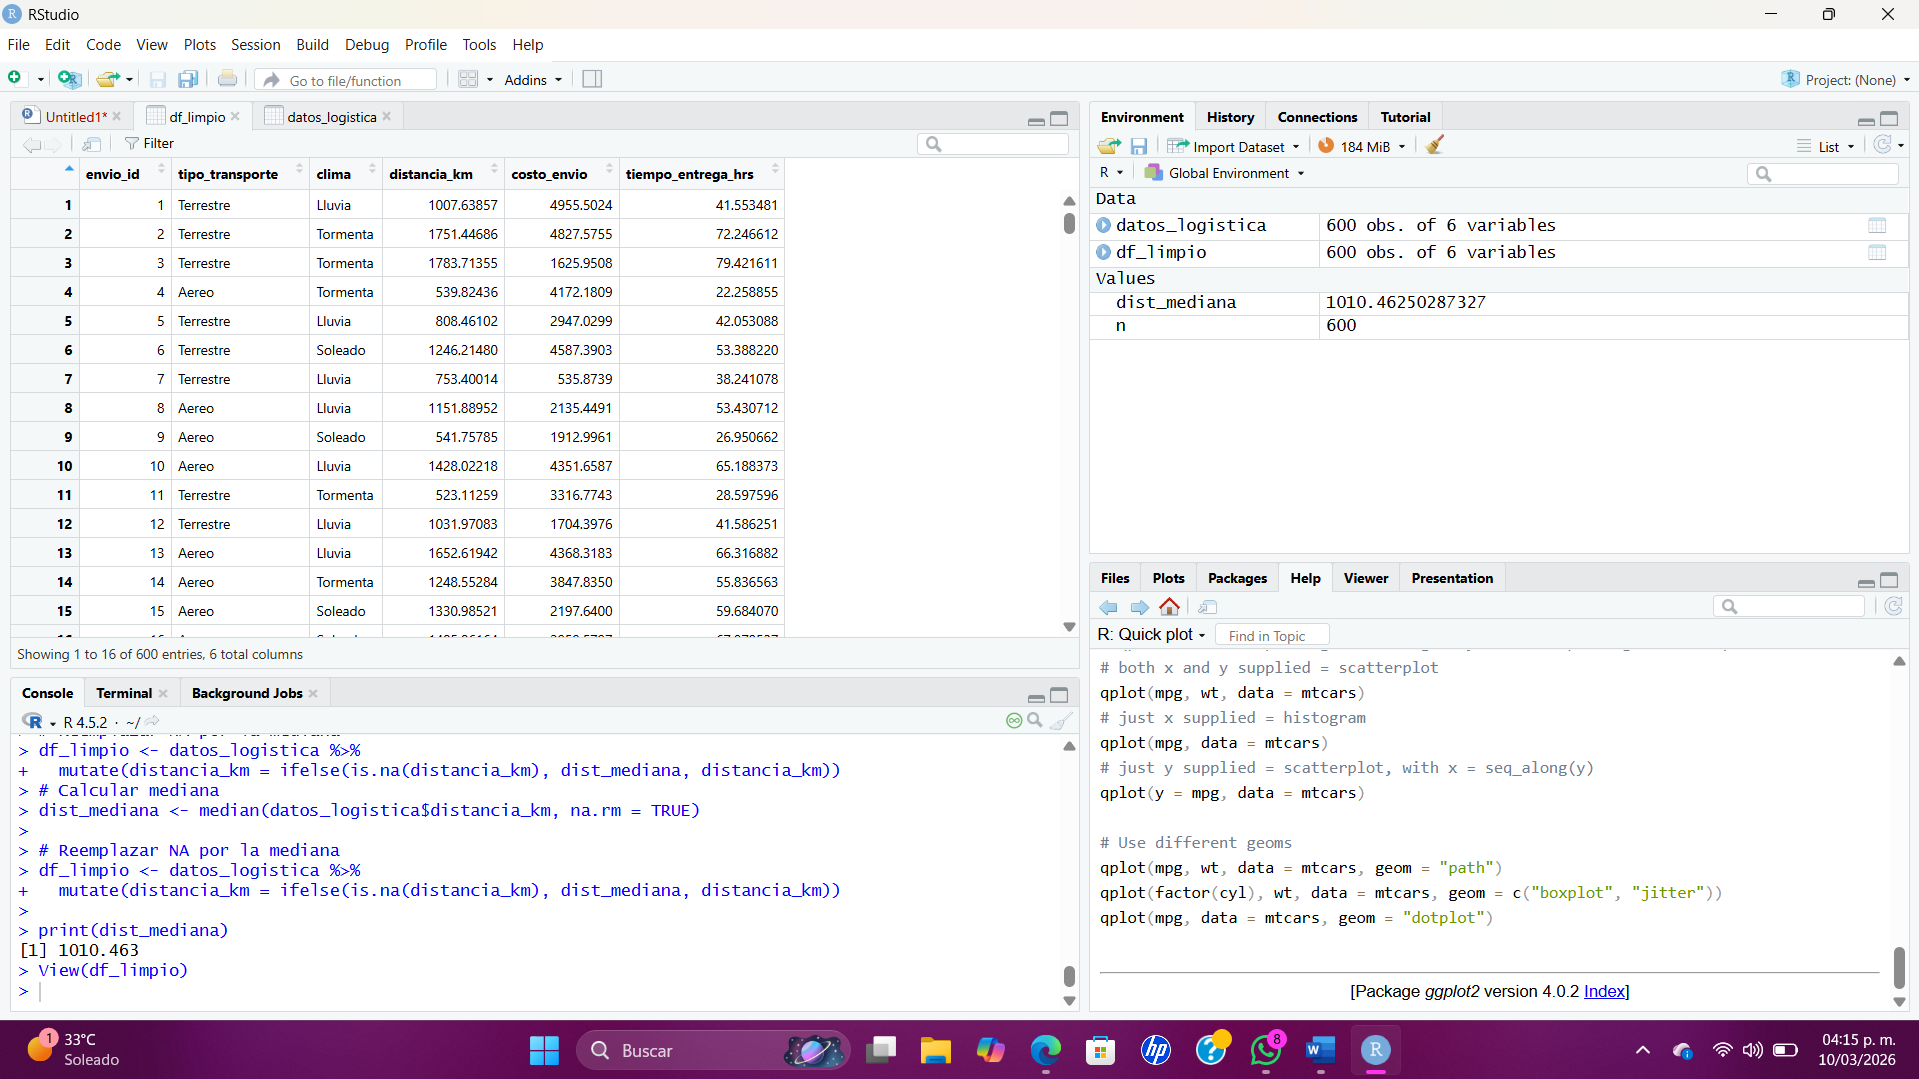 RStudio
File Edit Code View Plots Session Build Debug Profile Tools Help
Go to file/function Addins Project: (None)
Untitled1* df_limpio datos_logistica
Filter
envio_id tipo_transporte clima distancia_km costo_envio tiempo_entrega_hrs
1 1 Terrestre Lluvia 1007.63857 4955.5024 41.553481
2 2 Terrestre Tormenta 1751.44686 4827.5755 72.246612
3 3 Terrestre Tormenta 1783.71355 1625.9508 79.421611
4 4 Aereo Tormenta 539.82436 4172.1809 22.258855
5 5 Terrestre Lluvia 808.46102 2947.0299 42.053088
6 6 Terrestre Soleado 1246.21480 4587.3903 53.388220
7 7 Terrestre Lluvia 753.40014 535.8739 38.241078
8 8 Aereo Lluvia 1151.88952 2135.4491 53.430712
9 9 Aereo Soleado 541.75785 1912.9961 26.950662
10 10 Aereo Lluvia 1428.02218 4351.6587 65.188373
11 11 Terrestre Tormenta 523.11259 3316.7743 28.597596
12 12 Terrestre Lluvia 1031.97083 1704.3976 41.586251
13 13 Aereo Lluvia 1652.61942 4368.3183 66.316882
14 14 Aereo Tormenta 1248.55284 3847.8350 55.836563
15 15 Aereo Soleado 1330.98521 2197.6400 59.684070
Showing 1 to 16 of 600 entries, 6 total columns
Console Terminal Background Jobs
R 4.5.2 · ~/
> # Reemplazar NA por la mediana
> df_limpio <- datos_logistica %>%
+   mutate(distancia_km = ifelse(is.na(distancia_km), dist_mediana, distancia_km))
> # Calcular mediana
> dist_mediana <- median(datos_logistica$distancia_km, na.rm = TRUE)
>
> # Reemplazar NA por la mediana
> df_limpio <- datos_logistica %>%
+   mutate(distancia_km = ifelse(is.na(distancia_km), dist_mediana, distancia_km))
>
> print(dist_mediana)
[1] 1010.463
> View(df_limpio)
>
Environment History Connections Tutorial
Import Dataset 184 MiB List
R Global Environment
Data
datos_logistica 600 obs. of 6 variables
df_limpio 600 obs. of 6 variables
Values
dist_mediana 1010.46250287327
n 600
Files Plots Packages Help Viewer Presentation
R: Quick plot Find in Topic
# both x and y supplied = scatterplot
qplot(mpg, wt, data = mtcars)
# just x supplied = histogram
qplot(mpg, data = mtcars)
# just y supplied = scatterplot, with x = seq_along(y)
qplot(y = mpg, data = mtcars)
# Use different geoms
qplot(mpg, wt, data = mtcars, geom = "path")
qplot(factor(cyl), wt, data = mtcars, geom = c("boxplot", "jitter"))
qplot(mpg, data = mtcars, geom = "dotplot")
[Package ggplot2 version 4.0.2 Index]
1 33°C
Soleado
Buscar
hp
8
W
R
04:15 p. m.
10/03/2026